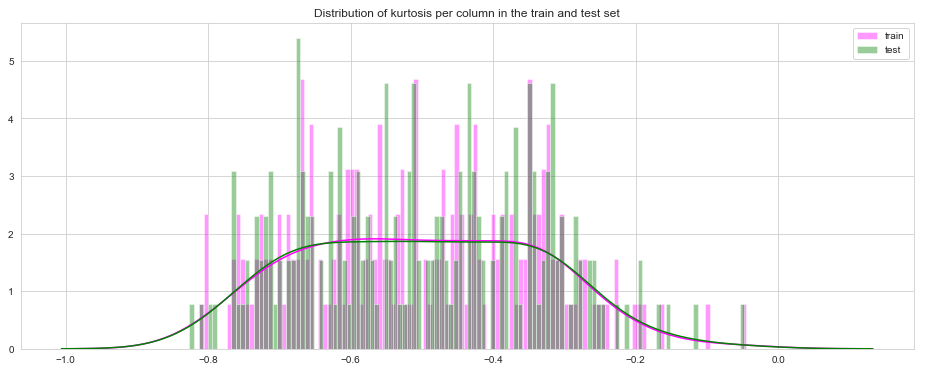 Distribution of kurtosis per column in the train and test set
train
test
5
4
3
2
1
0
−1.0 −0.8 −0.6 −0.4 −0.2 0.0